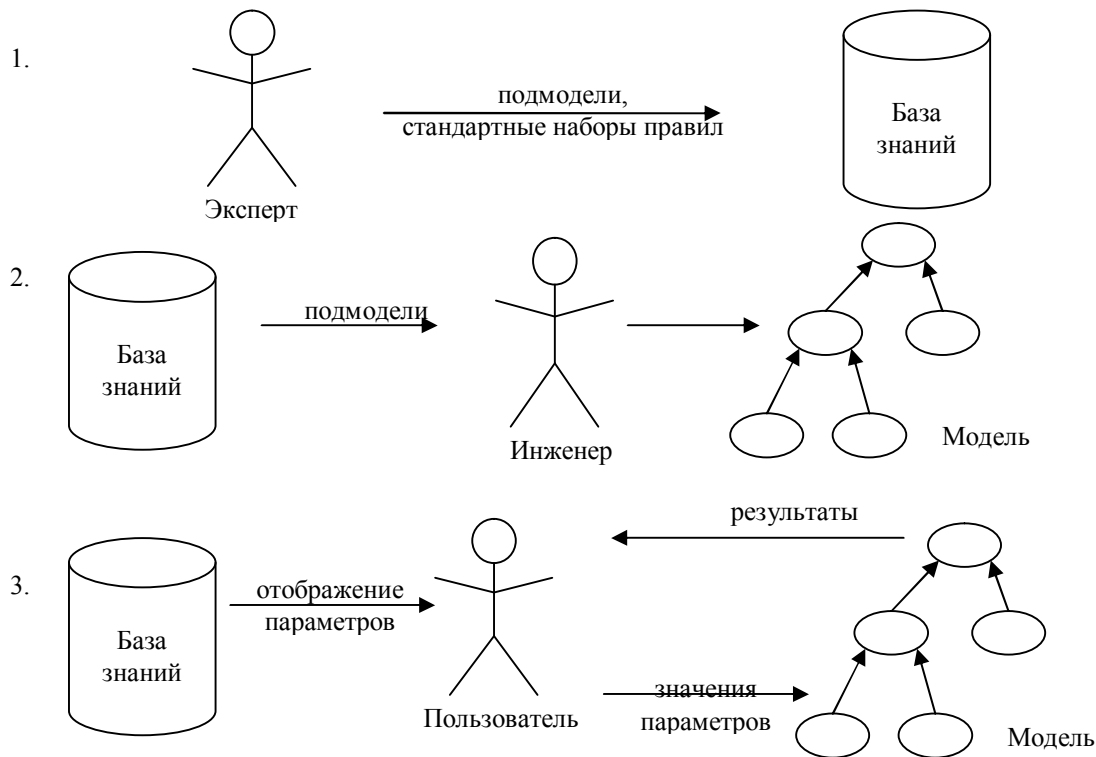 1.
подмодели,
стандартные наборы правил
База
знаний
Эксперт
2.
База
знаний
подмодели
Инженер
Модель
3.
База
знаний
отображение
параметров
Пользователь
результаты
значения
параметров
Модель